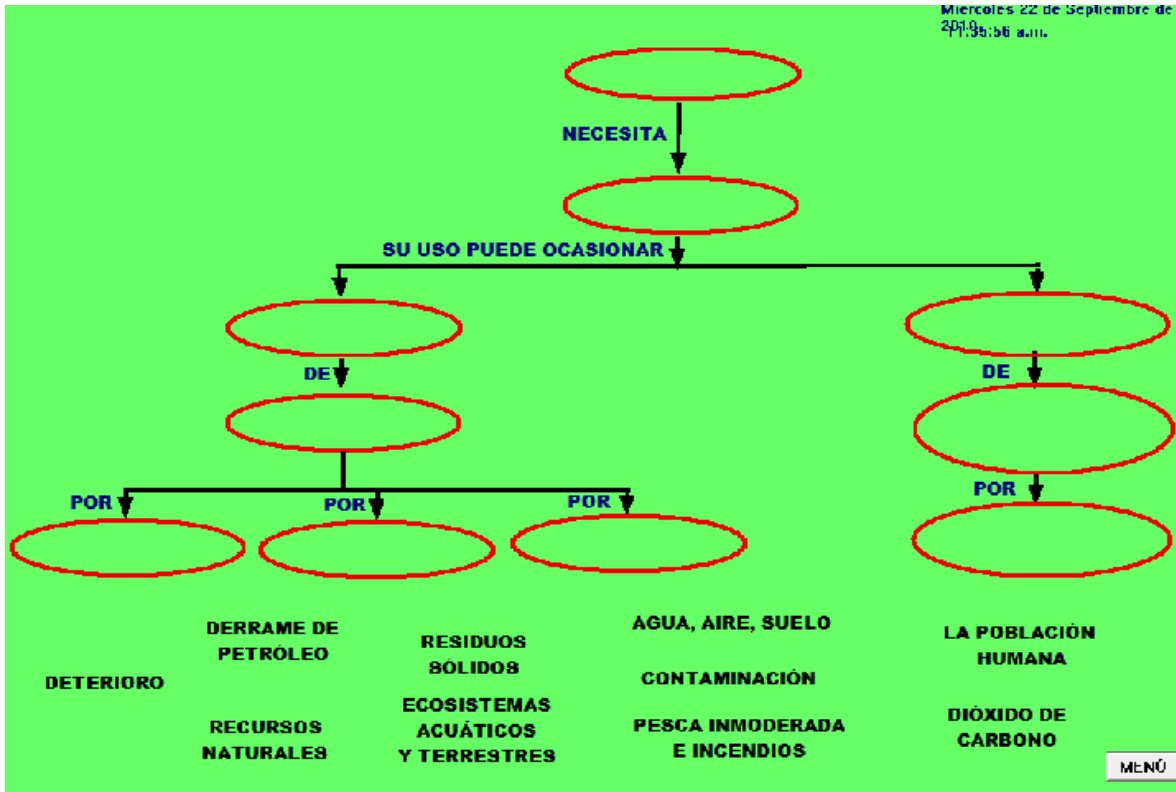 Miércoles 22 de Septiembre de
11:35:56 a.m.
NECESITA
SU USO PUEDE OCASIONAR
DE
DE
POR
POR
POR
POR
DERRAME DE
PETRÓLEO
RESIDUOS
SÓLIDOS
AGUA, AIRE, SUELO
LA POBLACIÓN
HUMANA
DETERIORO
CONTAMINACIÓN
RECURSOS
NATURALES
ECOSISTEMAS
ACUÁTICOS
Y TERRESTRES
PESCA INMODERADA
E INCENDIOS
DIÓXIDO DE
CARBONO
MENÚ